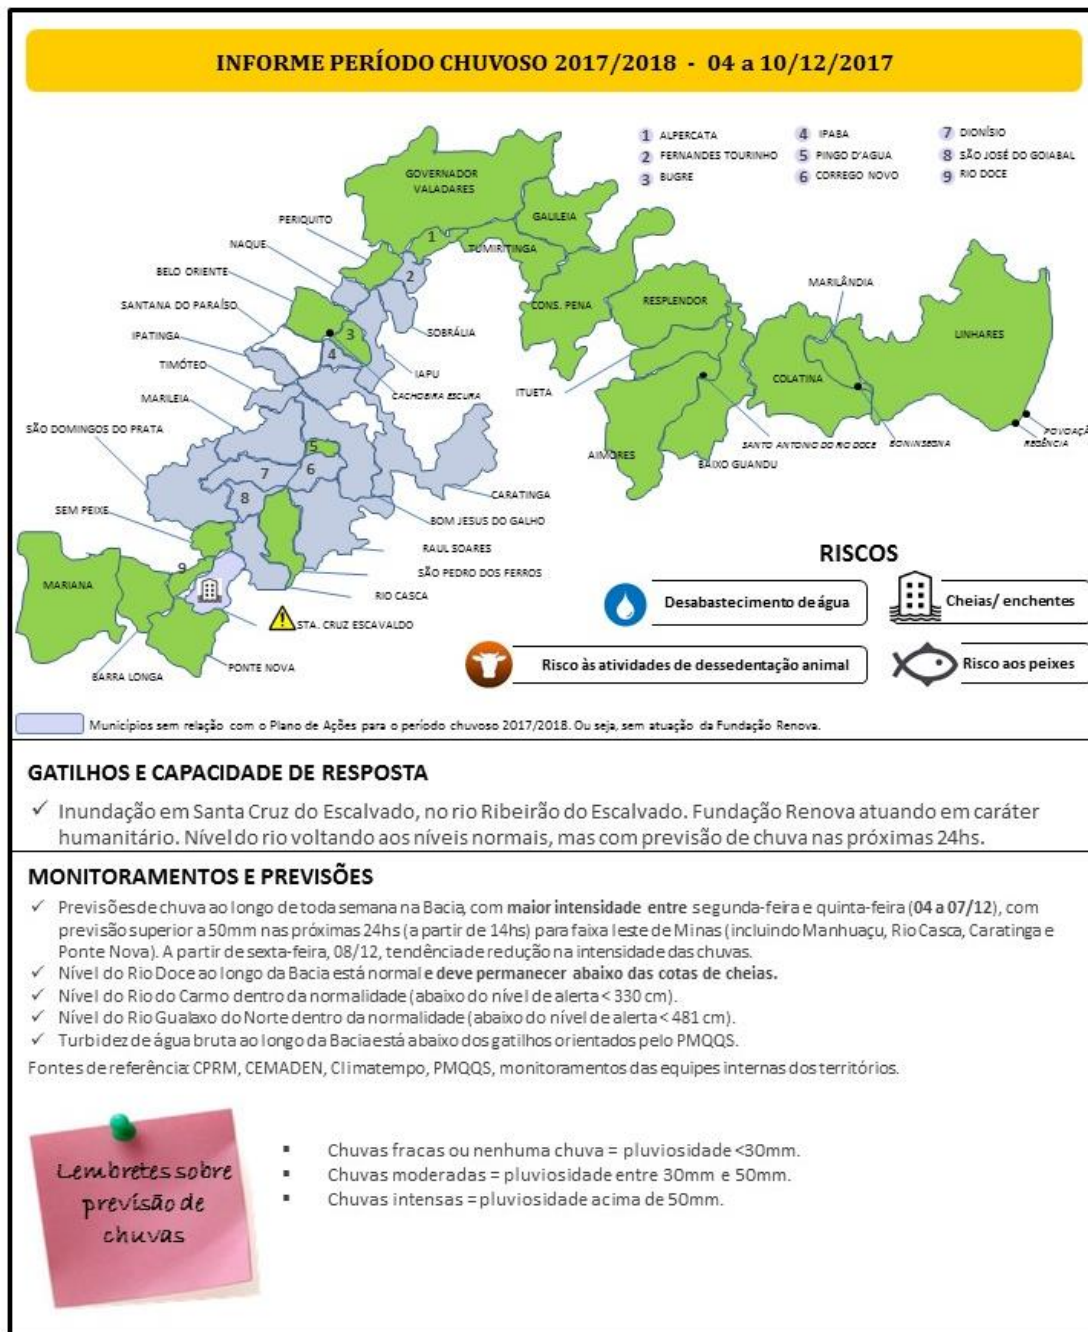 INFORME PERÍODO CHUVOSO 2017/2018 - 04 a 10/12/2017
1 ALPERCATA
2 FERNANDES TOURINHO
3 BUGRE
4 IPABA
5 PINGO D'AGUA
6 CORREGO NOVO
7 DIONÍSIO
8 SÃO JOSÉ DO GOIABAL
9 RIO DOCE
GOVERNADOR
VALADARES
PERIQUITO
GALILEIA
1
TUMIRITINGA
NAQUE
2
BELO ORIENTE
MARILÂNDIA
SANTANA DO PARAÍSO
CONS. PENA
RESPLENDOR
IPATINGA
3
SOBRÁLIA
LINHARES
4
TIMÓTEO
IAPU
COLATINA
CACHOEIRA ESCURA
ITUETA
MARILEIA
SÃO DOMINGOS DO PRATA
POVOAÇÃ
REGÊNCIA
SANTO ANTONIO DO RIO DOCE
BONINSEGNA
5
AIMORES
BAIXO GUANDU
7
6
8
CARATINGA
SEM PEIXE
BOM JESUS DO GALHO
RAUL SOARES
9
SÃO PEDRO DOS FERROS
MARIANA
RIO CASCA
STA. CRUZ ESCAVALDO
PONTE NOVA
BARRA LONGA
RISCOS
Desabastecimento de água
Cheias/ enchentes
Risco às atividades de dessedentação animal
Risco aos peixes
Municípios sem relação com o Plano de Ações para o período chuvoso 2017/2018. Ou seja, sem atuação da Fundação Renova.
GATILHOS E CAPACIDADE DE RESPOSTA
✓ Inundação em Santa Cruz do Escalvado, no rio Ribeirão do Escalvado. Fundação Renova atuando em caráter
humanitário. Nível do rio voltando aos níveis normais, mas com previsão de chuva nas próximas 24hs.
MONITORAMENTOS E PREVISÕES
✓ Previsões de chuva ao longo de toda semana na Bacia, com maior intensidade entre segunda-feira e quinta-feira (04 a 07/12), com
previsão superior a 50mm nas próximas 24hs (a partir de 14hs) para faixa leste de Minas (incluindo Manhuaçu, Rio Casca, Caratinga e
Ponte Nova). A partir de sexta-feira, 08/12, tendência de redução na intensidade das chuvas.
✓ Nível do Rio Doce ao longo da Bacia está normal e deve permanecer abaixo das cotas de cheias.
✓ Nível do Rio do Carmo dentro da normalidade (abaixo do nível de alerta < 330 cm).
✓ Nível do Rio Gualaxo do Norte dentro da normalidade (abaixo do nível de alerta < 481 cm).
✓ Turbidez de água bruta ao longo da Bacia está abaixo dos gatilhos orientados pelo PMQQS.
Fontes de referência: CPRM, CEMADEN, Climatempo, PMQQS, monitoramentos das equipes internas dos territórios.
Lembretes sobre
previsão de
chuvas
▪ Chuvas fracas ou nenhuma chuva = pluviosidade <30mm.
▪ Chuvas moderadas = pluviosidade entre 30mm e 50mm.
▪ Chuvas intensas = pluviosidade acima de 50mm.